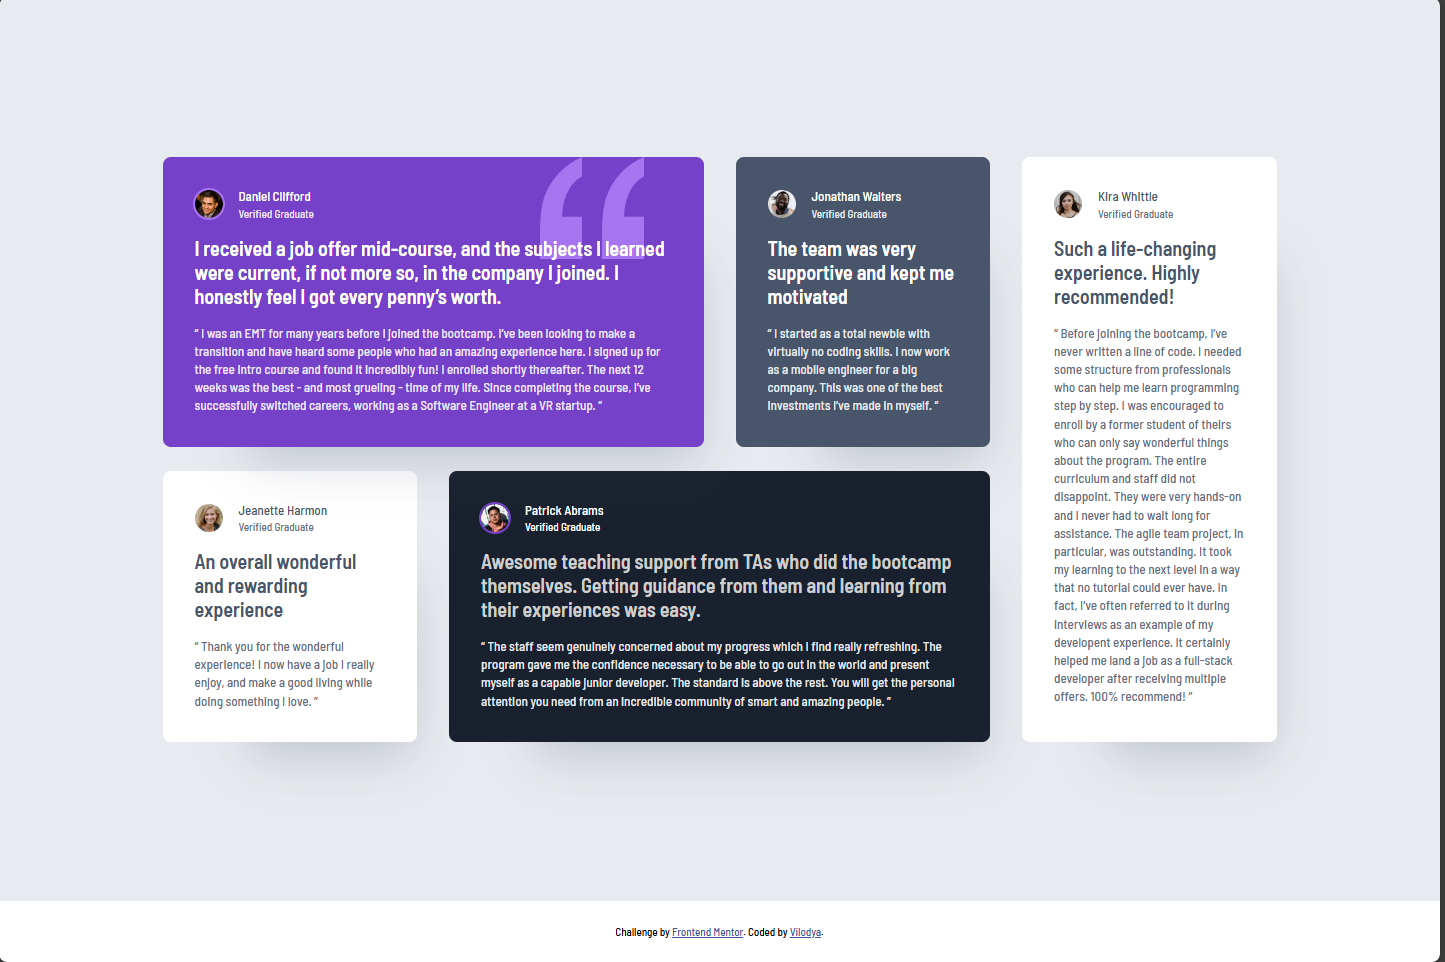 Daniel Clifford
Verified Graduate
I received a job offer mid-course, and the subjects I learned
were current, if not more so, in the company I joined. I
honestly feel I got every penny’s worth.
“ I was an EMT for many years before I joined the bootcamp. I’ve been looking to make a
transition and have heard some people who had an amazing experience here. I signed up for
the free intro course and found it incredibly fun! I enrolled shortly thereafter. The next 12
weeks was the best - and most grueling - time of my life. Since completing the course, I’ve
successfully switched careers, working as a Software Engineer at a VR startup. ”
Jonathan Walters
Verified Graduate
The team was very
supportive and kept me
motivated
“ I started as a total newbie with
virtually no coding skills. I now work
as a mobile engineer for a big
company. This was one of the best
investments I’ve made in myself. ”
Kira Whittle
Verified Graduate
Such a life-changing
experience. Highly
recommended!
“ Before joining the bootcamp, I’ve
never written a line of code. I needed
some structure from professionals
who can help me learn programming
step by step. I was encouraged to
enroll by a former student of theirs
who can only say wonderful things
about the program. The entire
curriculum and staff did not
disappoint. They were very hands-on
and I never had to wait long for
assistance. The agile team project, in
particular, was outstanding. It took
my learning to the next level in a way
that no tutorial could ever have. In
fact, I’ve often referred to it during
interviews as an example of my
developent experience. It certainly
helped me land a job as a full-stack
developer after receiving multiple
offers. 100% recommend! ”
Jeanette Harmon
Verified Graduate
An overall wonderful
and rewarding
experience
“ Thank you for the wonderful
experience! I now have a job I really
enjoy, and make a good living while
doing something I love. ”
Patrick Abrams
Verified Graduate
Awesome teaching support from TAs who did the bootcamp
themselves. Getting guidance from them and learning from
their experiences was easy.
“ The staff seem genuinely concerned about my progress which I find really refreshing. The
program gave me the confidence necessary to be able to go out in the world and present
myself as a capable junior developer. The standard is above the rest. You will get the personal
attention you need from an incredible community of smart and amazing people. ”
Challenge by Frontend Mentor. Coded by Vilodya.